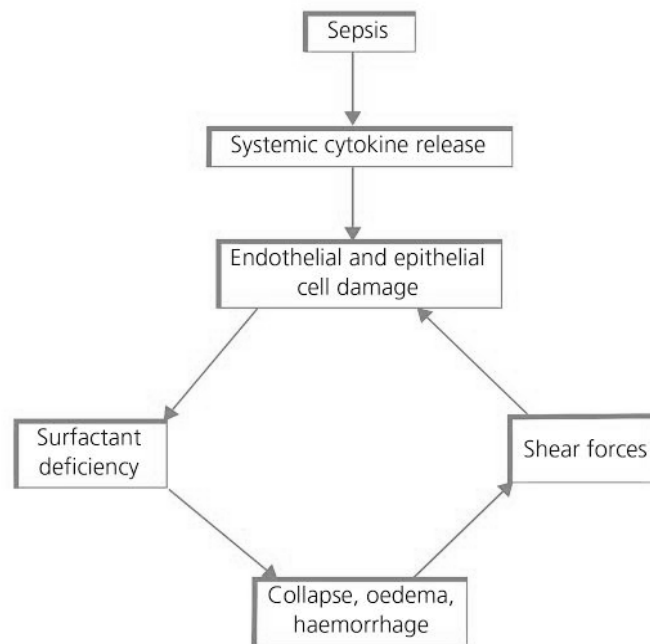 Sepsis
Systemic cytokine release
Endothelial and epithelial
cell damage
Surfactant
deficiency
Shear forces
Collapse, oedema,
haemorrhage